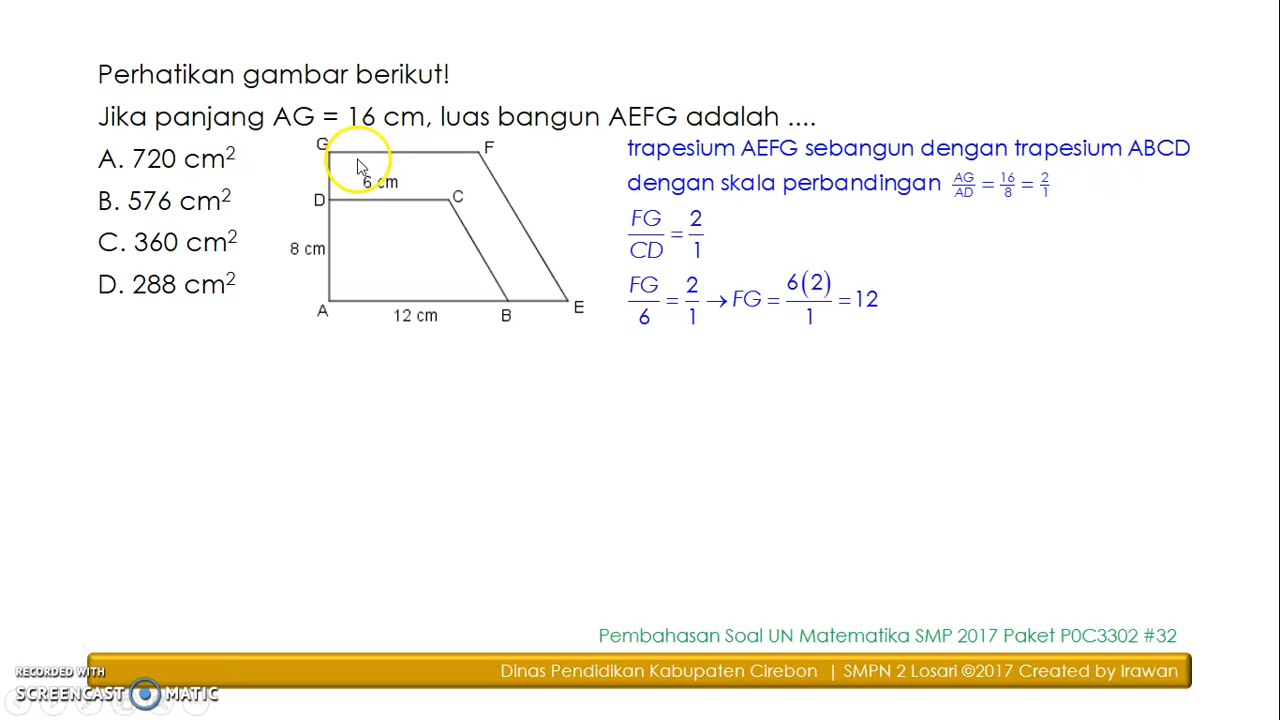 Perhatikan gambar berikut!
Jika panjang AG = 16 cm, luas bangun AEFG adalah ....
A. 720 cm²
B. 576 cm²
C. 360 cm²
D. 288 cm²
G
F
6 cm
D
C
8 cm
A
12 cm
B
E
trapesium AEFG sebangun dengan trapesium ABCD
dengan skala perbandingan AG/AD = 16/8 = 2/1
FG/CD = 2/1
FG/6 = 2/1 → FG = 6(2)/1 = 12
Pembahasan Soal UN Matematika SMP 2017 Paket P0C3302 #32
Dinas Pendidikan Kabupaten Cirebon | SMPN 2 Losari ©2017 Created by Irawan
RECORDED WITH
SCREENCAST MATIC